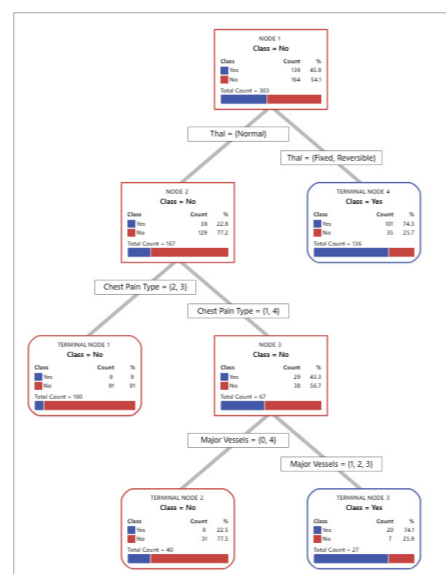 NODE 1
Class = No
Class Count %
Yes 139 45.9
No 164 54.1
Total Count = 303
Thal = {Normal}
Thal = {Fixed, Reversible}
NODE 2
Class = No
Class Count %
Yes 38 22.8
No 129 77.2
Total Count = 167
TERMINAL NODE 4
Class = Yes
Class Count %
Yes 101 74.3
No 35 25.7
Total Count = 136
Chest Pain Type = {2, 3}
Chest Pain Type = {1, 4}
TERMINAL NODE 1
Class = No
Class Count %
Yes 9 9
No 91 91
Total Count = 100
NODE 3
Class = No
Class Count %
Yes 29 43.3
No 38 56.7
Total Count = 67
Major Vessels = {0, 4}
Major Vessels = {1, 2, 3}
TERMINAL NODE 2
Class = No
Class Count %
Yes 9 22.5
No 31 77.5
Total Count = 40
TERMINAL NODE 3
Class = Yes
Class Count %
Yes 20 74.1
No 7 25.9
Total Count = 27